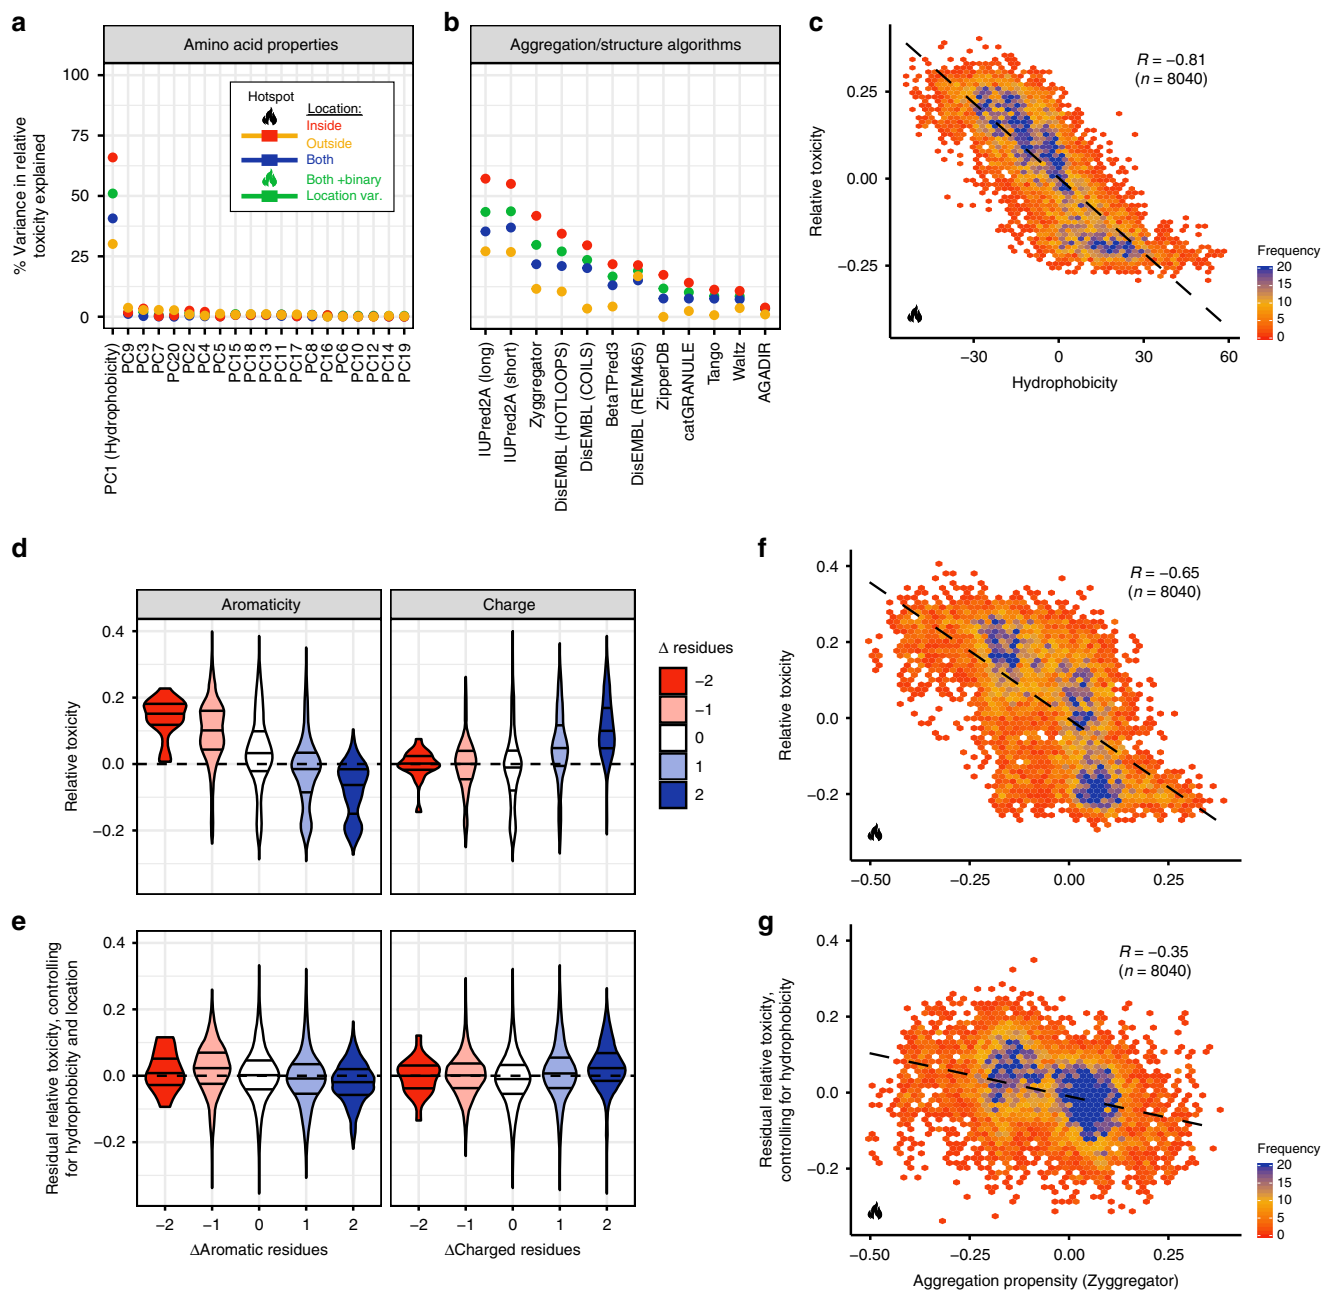 a
Amino acid properties
% Variance in relative
toxicity explained
100
75
50
25
0
Hotspot
Location:
Inside
Outside
Both
Both +binary
Location var.
PC1 (Hydrophobicity)
PC9
PC3
PC7
PC20
PC2
PC4
PC5
PC15
PC18
PC13
PC11
PC17
PC8
PC16
PC6
PC10
PC12
PC14
PC19
b
Aggregation/structure algorithms
IUPred2A (long)
IUPred2A (short)
Zyggregator
DisEMBL (HOTLOOPS)
DisEMBL (COILS)
BetaTPred3
DisEMBL (REM465)
ZipperDB
catGRANULE
Tango
Waltz
AGADIR
c
R = −0.81
(n = 8040)
Relative toxicity
0.25
0.00
−0.25
−30
0
30
60
Hydrophobicity
Frequency
20
15
10
5
0
d
Aromaticity
Charge
Relative toxicity
0.4
0.2
0.0
−0.2
Δ residues
−2
−1
0
1
2
e
Residual relative toxicity, controlling
for hydrophobicity and location
0.4
0.2
0.0
−0.2
−2
−1
0
1
2
ΔAromatic residues
−2
−1
0
1
2
ΔCharged residues
f
R = −0.65
(n = 8040)
Relative toxicity
0.4
0.2
0.0
−0.2
−0.50
−0.25
0.00
0.25
g
R = −0.35
(n = 8040)
Residual relative toxicity,
controlling for hydrophobicity
0.4
0.2
0.0
−0.2
−0.50
−0.25
0.00
0.25
Aggregation propensity (Zyggregator)
Frequency
20
15
10
5
0